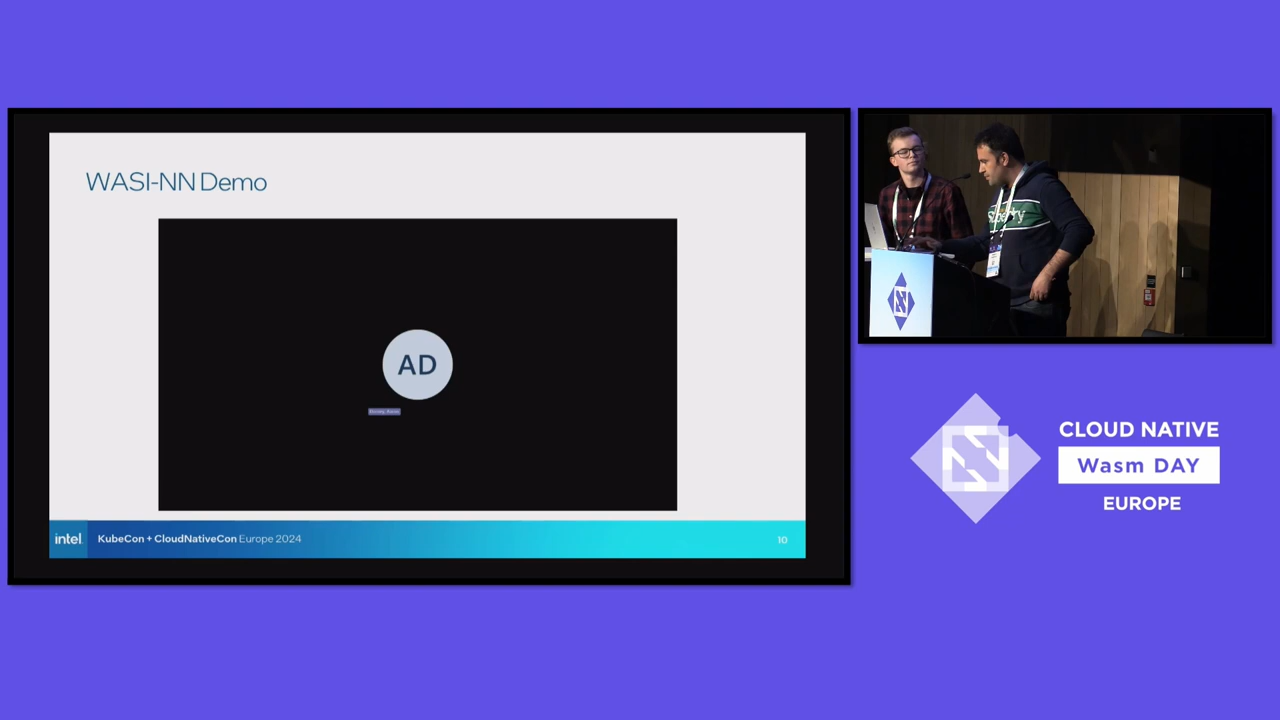 WASI-NN Demo
AD
intel.
KubeCon + CloudNativeCon Europe 2024
10
CLOUD NATIVE
Wasm DAY
EUROPE